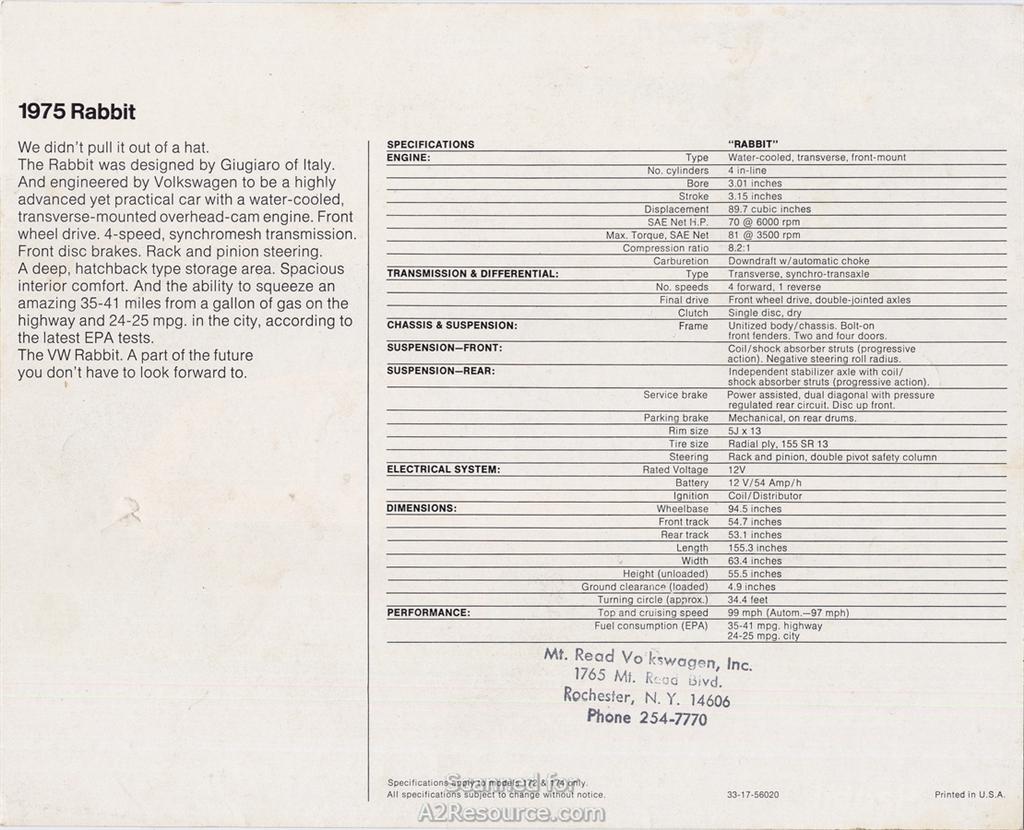 1975 Rabbit
We didn't pull it out of a hat.
The Rabbit was designed by Giugiaro of Italy.
And engineered by Volkswagen to be a highly
advanced yet practical car with a water-cooled,
transverse-mounted overhead-cam engine. Front
wheel drive. 4-speed, synchromesh transmission.
Front disc brakes. Rack and pinion steering.
A deep, hatchback type storage area. Spacious
interior comfort. And the ability to squeeze an
amazing 35-41 miles from a gallon of gas on the
highway and 24-25 mpg. in the city, according to
the latest EPA tests.
The VW Rabbit. A part of the future
you don't have to look forward to.
SPECIFICATIONS "RABBIT"
ENGINE: Type Water-cooled, transverse, front-mount
No. cylinders 4 in-line
Bore 3.01 inches
Stroke 3.15 inches
Displacement 89.7 cubic inches
SAE Net H.P. 70 @ 6000 rpm
Max. Torque, SAE Net 81 @ 3500 rpm
Compression ratio 8.2:1
Carburetion Downdraft w/automatic choke
TRANSMISSION & DIFFERENTIAL: Type Transverse, synchro-transaxle
No. speeds 4 forward, 1 reverse
Final drive Front wheel drive, double-jointed axles
Clutch Single disc, dry
CHASSIS & SUSPENSION: Frame Unitized body/chassis. Bolt-on
front fenders. Two and four doors.
SUSPENSION—FRONT: Coil/shock absorber struts (progressive
action). Negative steering roll radius.
SUSPENSION—REAR: Independent stabilizer axle with coil/
shock absorber struts (progressive action).
Service brake Power assisted, dual diagonal with pressure
regulated rear circuit. Disc up front.
Parking brake Mechanical, on rear drums.
Rim size 5J x 13
Tire size Radial ply, 155 SR 13
Steering Rack and pinion, double pivot safety column
ELECTRICAL SYSTEM: Rated Voltage 12V
Battery 12 V/54 Amp/h
Ignition Coil/Distributor
DIMENSIONS: Wheelbase 94.5 inches
Front track 54.7 inches
Rear track 53.1 inches
Length 155.3 inches
Width 63.4 inches
Height (unloaded) 55.5 inches
Ground clearance (loaded) 4.9 inches
Turning circle (approx.) 34.4 feet
PERFORMANCE: Top and cruising speed 99 mph (Autom.—97 mph)
Fuel consumption (EPA) 35-41 mpg. highway
24-25 mpg. city
Mt. Read Volkswagen, Inc.
1765 Mt. Read Blvd.
Rochester, N. Y. 14606
Phone 254-7770
Specifications apply to models 172 & 174 only.
All specifications subject to change without notice. 33-17-56020 Printed in U.S.A.
Scanned for
A2Resource.com